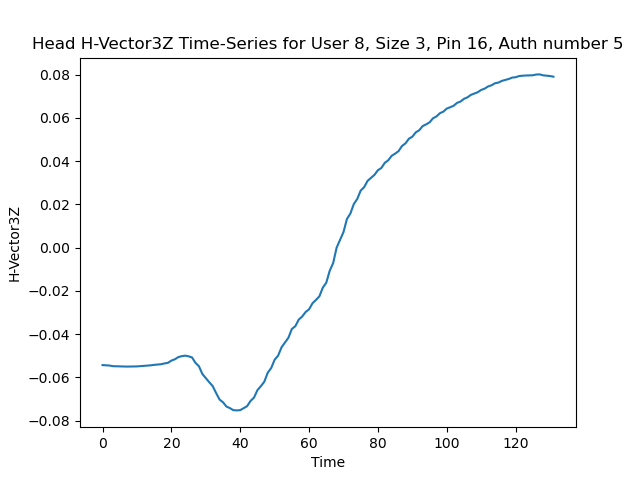 Head H-Vector3Z Time-Series for User 8, Size 3, Pin 16, Auth number 5
0.08
0.06
0.04
0.02
0.00
−0.02
−0.04
−0.06
−0.08
H-Vector3Z
0 20 40 60 80 100 120
Time